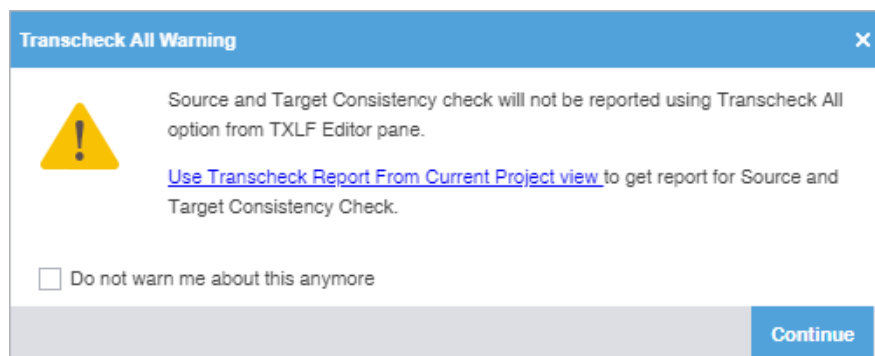 Transcheck All Warning
Source and Target Consistency check will not be reported using Transcheck All
option from TXLF Editor pane.
Use Transcheck Report From Current Project view to get report for Source and
Target Consistency Check.
Do not warn me about this anymore
Continue